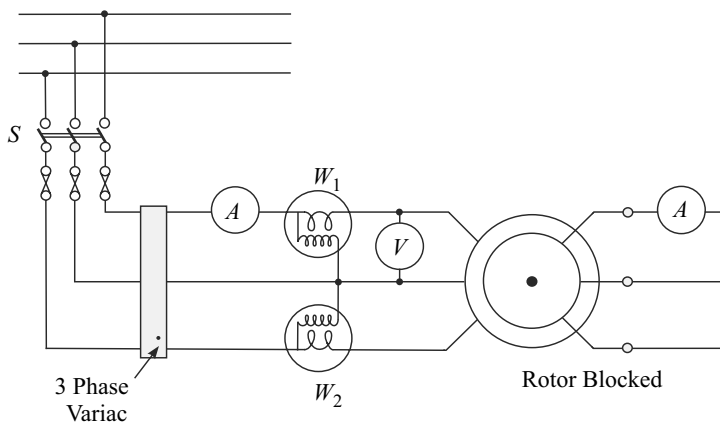 S
W1
A
A
V
3 Phase
Variac
W2
Rotor Blocked